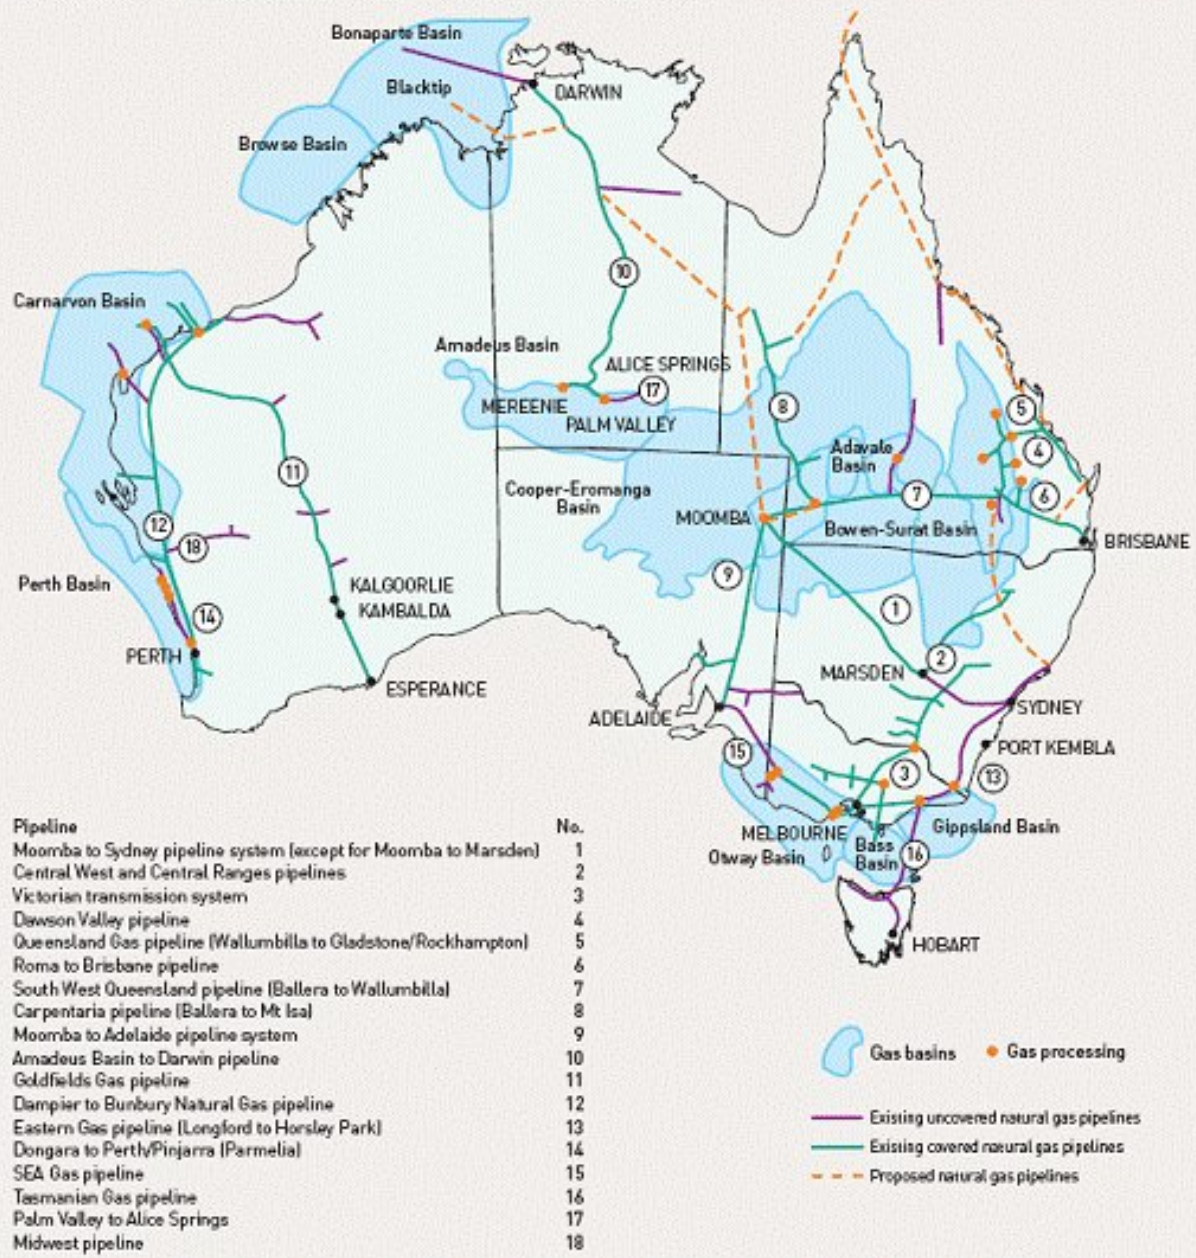 Bonaparte Basin
Blacktip
DARWIN
Browse Basin
10
Carnarvon Basin
Amadeus Basin
ALICE SPRINGS
17
MEREENIE
PALM VALLEY
8
5
Adavale
Basin
4
11
Cooper-Eromanga
Basin
7
6
MOOMBA
Bowen-Surat Basin
12
BRISBANE
18
Perth Basin
9
KALGOORLIE
KAMBALDA
1
14
PERTH
2
MARSDEN
ESPERANCE
ADELAIDE
SYDNEY
15
PORT KEMBLA
3
13
MELBOURNE
Gippsland Basin
Otway Basin
Bass
Basin
16
HOBART
Pipeline No.
Moomba to Sydney pipeline system (except for Moomba to Marsden) 1
Central West and Central Ranges pipelines 2
Victorian transmission system 3
Dawson Valley pipeline 4
Queensland Gas pipeline (Wallumbilla to Gladstone/Rockhampton) 5
Roma to Brisbane pipeline 6
South West Queensland pipeline (Ballera to Wallumbilla) 7
Carpentaria pipeline (Ballera to Mt Isa) 8
Moomba to Adelaide pipeline system 9
Amadeus Basin to Darwin pipeline 10
Goldfields Gas pipeline 11
Dampier to Bunbury Natural Gas pipeline 12
Eastern Gas pipeline (Longford to Horsley Park) 13
Dongara to Perth/Pinjarra (Parmelia) 14
SEA Gas pipeline 15
Tasmanian Gas pipeline 16
Palm Valley to Alice Springs 17
Midwest pipeline 18
Gas basins
Gas processing
Existing uncovered natural gas pipelines
Existing covered natural gas pipelines
Proposed natural gas pipelines